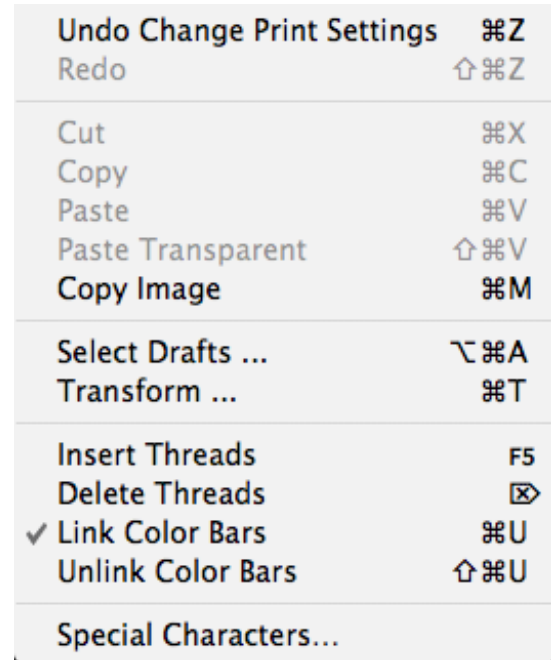 Undo Change Print Settings ⌘Z
Redo ⇧⌘Z
Cut ⌘X
Copy ⌘C
Paste ⌘V
Paste Transparent ⇧⌘V
Copy Image ⌘M
Select Drafts ... ⌥⌘A
Transform ... ⌘T
Insert Threads F5
Delete Threads ⌦
✓ Link Color Bars ⌘U
Unlink Color Bars ⇧⌘U
Special Characters...